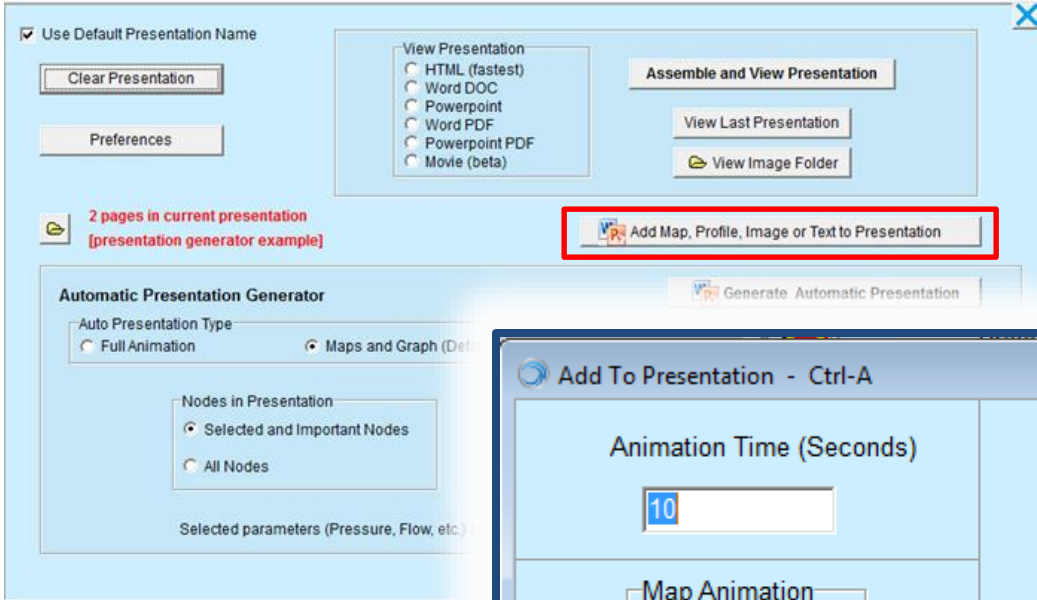 Use Default Presentation Name
Clear Presentation
Preferences
View Presentation
HTML (fastest)
Word DOC
Powerpoint
Word PDF
Powerpoint PDF
Movie (beta)
Assemble and View Presentation
View Last Presentation
View Image Folder
2 pages in current presentation
[presentation generator example]
Add Map, Profile, Image or Text to Presentation
Automatic Presentation Generator
Generate Automatic Presentation
Auto Presentation Type
Full Animation
Maps and Graph
Nodes in Presentation
Selected and Important Nodes
All Nodes
Selected parameters (Pressure, Flow, etc.)
Add To Presentation - Ctrl-A
Animation Time (Seconds)
10
Map Animation